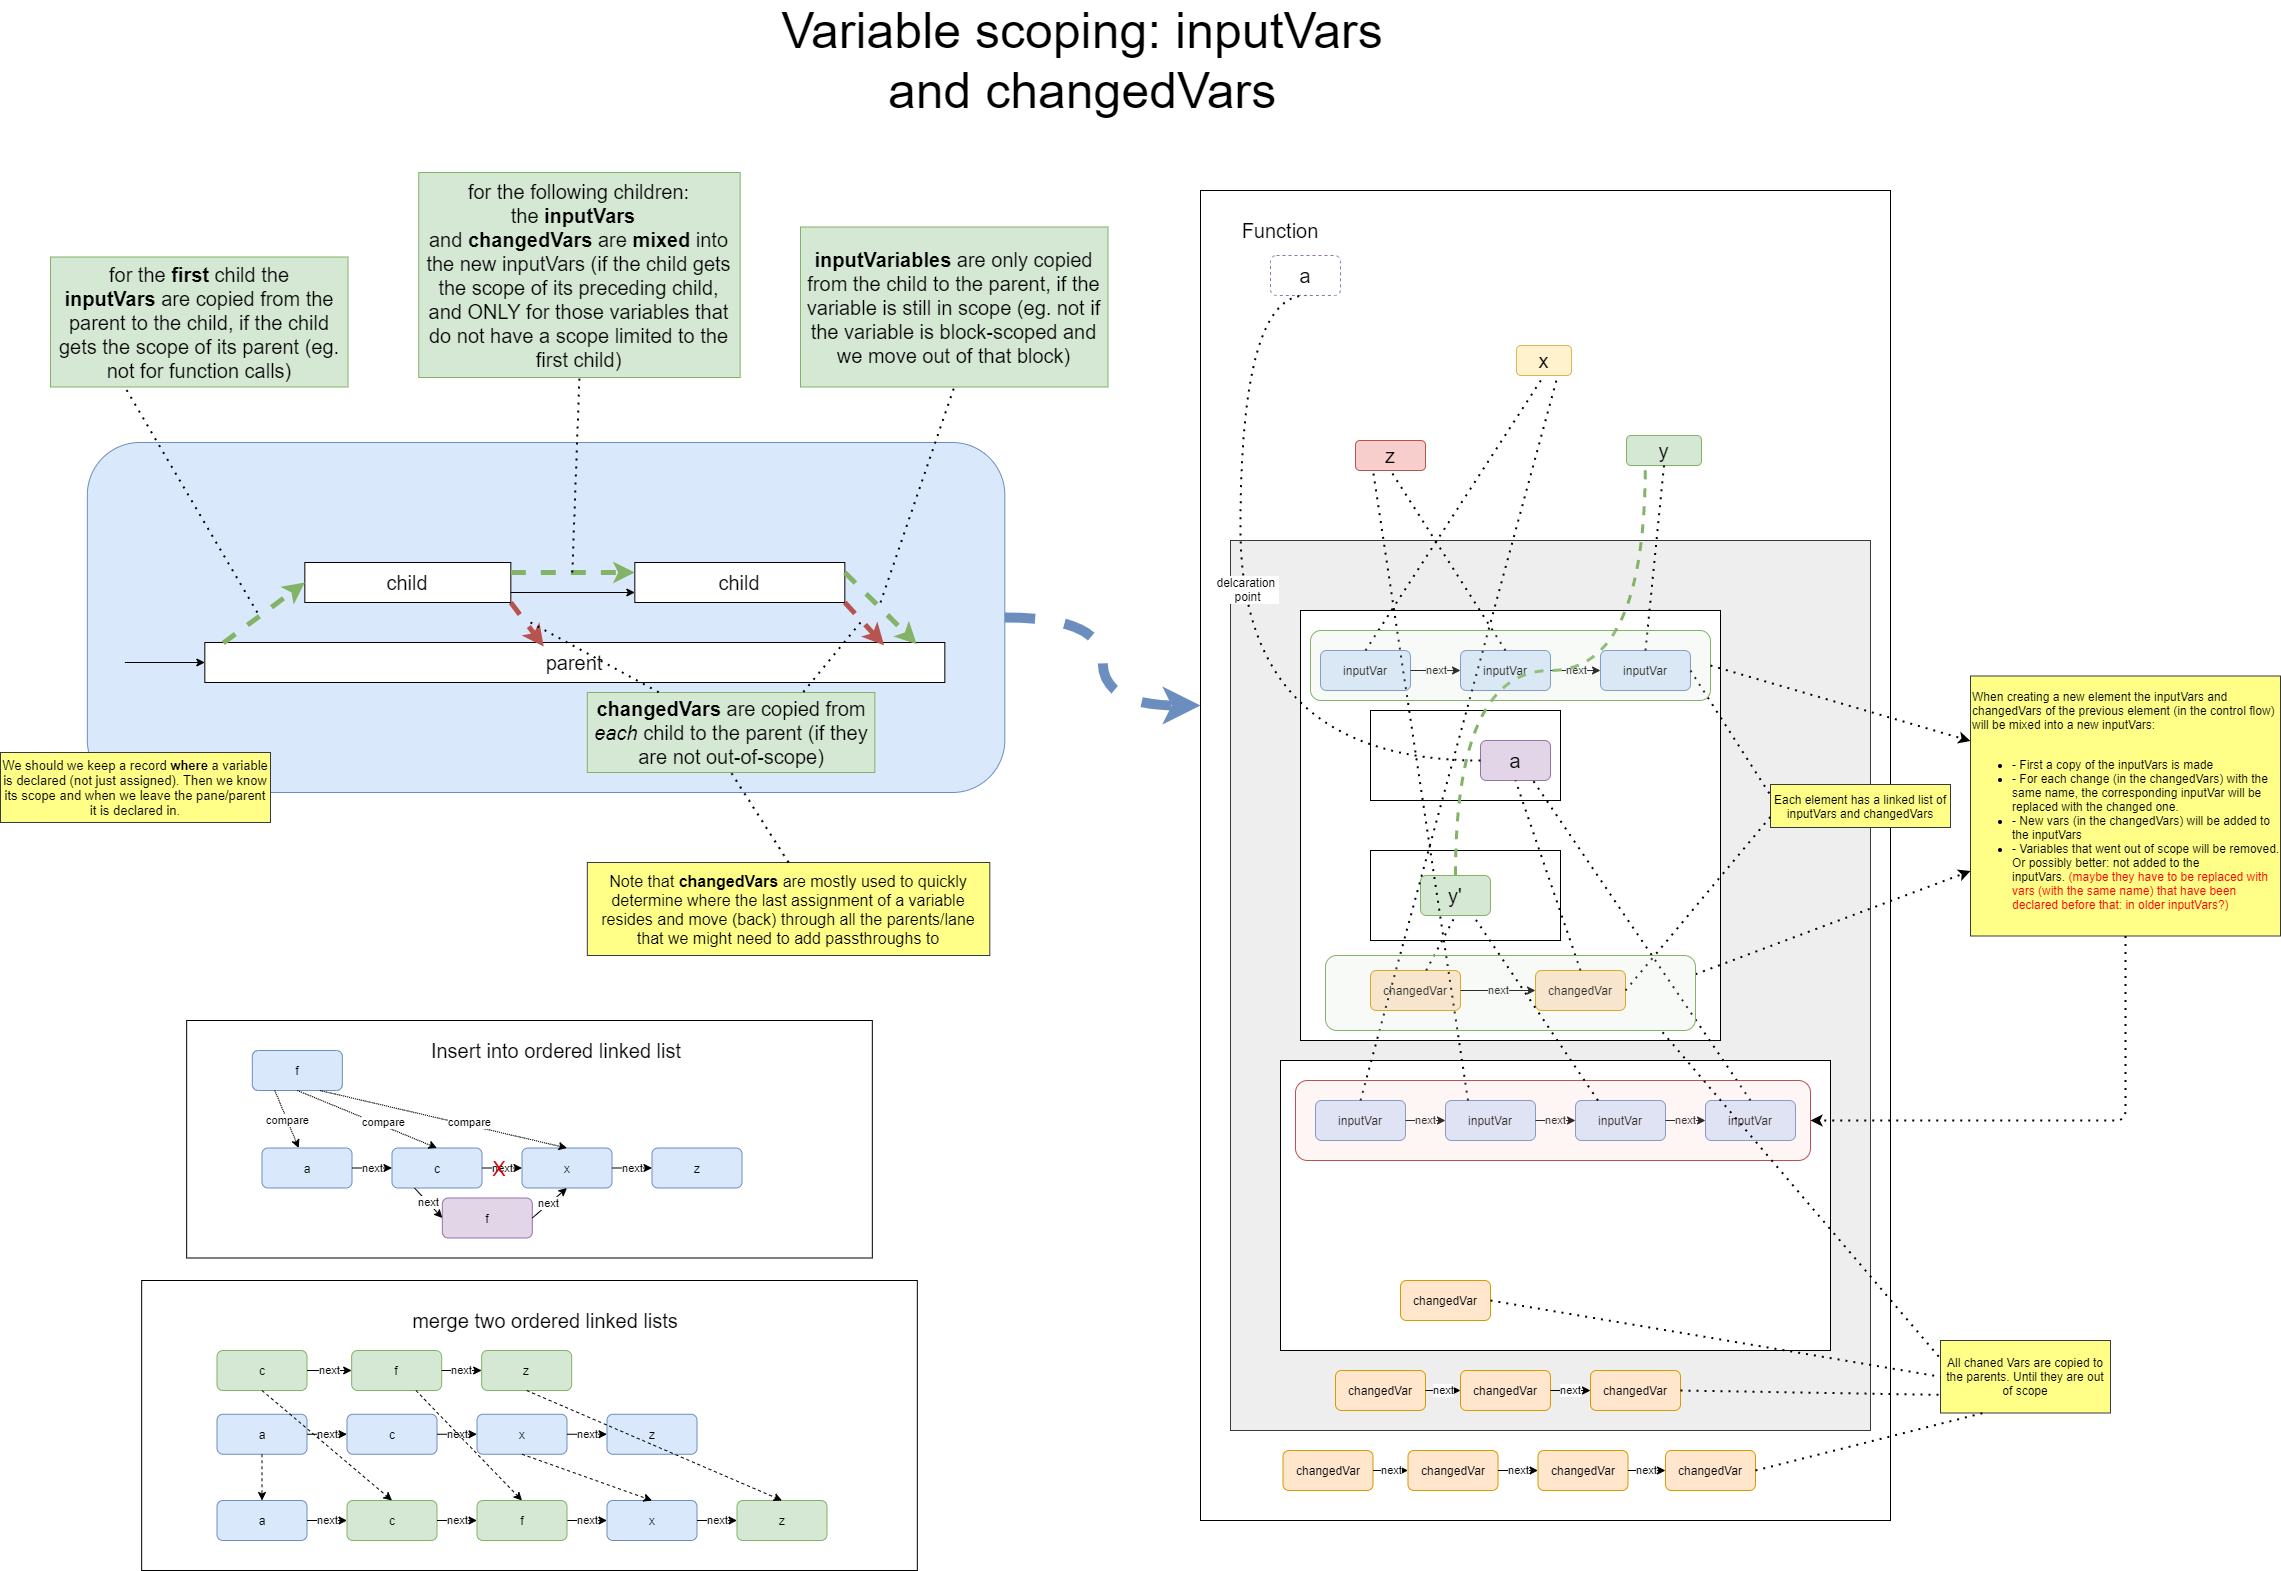 Variable scoping: inputVars
and changedVars
for the first child the
inputVars are copied from the
parent to the child, if the child
gets the scope of its parent (eg.
not for function calls)
for the following children:
the inputVars
and changedVars are mixed into
the new inputVars (if the child gets
the scope of its preceding child,
and ONLY for those variables that
do not have a scope limited to the
first child)
inputVariables are only copied
from the child to the parent, if the
variable is still in scope (eg. not if
the variable is block-scoped and
we move out of that block)
child
child
parent
changedVars are copied from
each child to the parent (if they
are not out-of-scope)
We should we keep a record where a variable
is declared (not just assigned). Then we know
its scope and when we leave the pane/parent
it is declared in.
Note that changedVars are mostly used to quickly
determine where the last assignment of a variable
resides and move (back) through all the parents/lane
that we might need to add passthroughs to
Insert into ordered linked list
f
compare
compare
compare
a
next
c
next
X
x
next
z
next
f
next
merge two ordered linked lists
c
next
f
next
z
a
next
c
next
x
next
z
a
next
c
next
f
next
x
next
z
Function
a
x
z
y
delcaration
point
inputVar
next
inputVar
next
inputVar
a
y'
changedVar
next
changedVar
inputVar
next
inputVar
next
inputVar
next
inputVar
changedVar
changedVar
next
changedVar
next
changedVar
changedVar
next
changedVar
next
changedVar
next
changedVar
Each element has a linked list of
inputVars and changedVars
When creating a new element the inputVars and
changedVars of the previous element (in the control flow)
will be mixed into a new inputVars:
• - First a copy of the inputVars is made
• - For each change (in the changedVars) with the
same name, the corresponding inputVar will be
replaced with the changed one.
• - New vars (in the changedVars) will be added to
the inputVars
• - Variables that went out of scope will be removed.
Or possibly better: not added to the
inputVars. (maybe they have to be replaced with
vars (with the same name) that have been
declared before that: in older inputVars?)
All chaned Vars are copied to
the parents. Until they are out
of scope